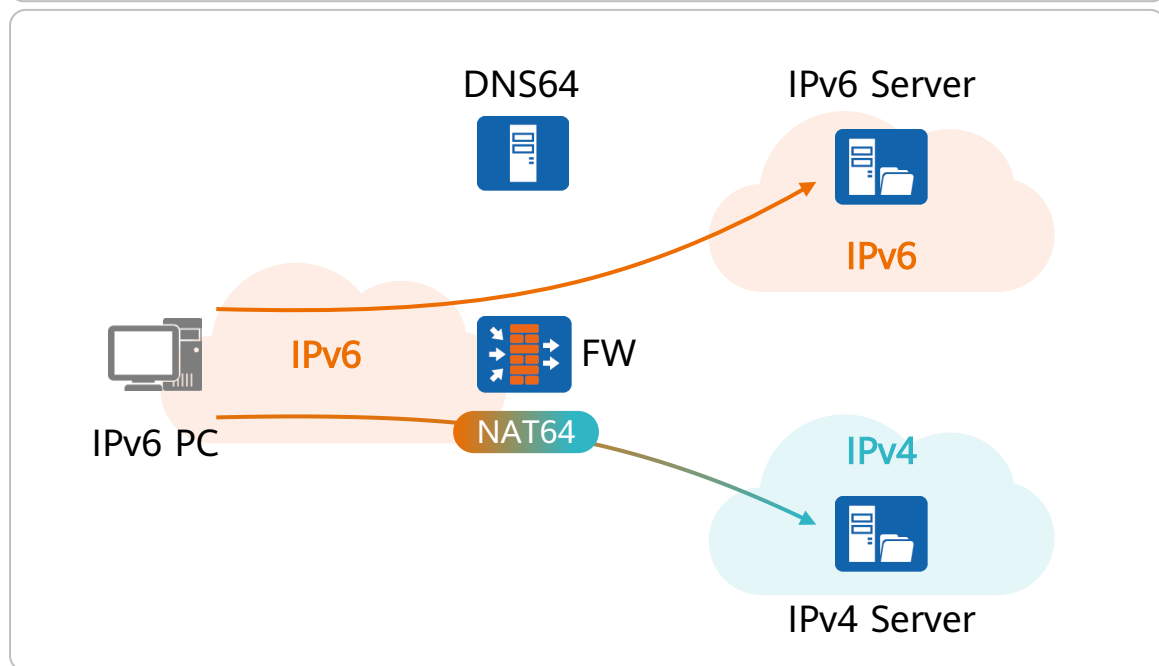 DNS64
IPv6 Server
IPv6
IPv6
FW
NAT64
IPv6 PC
IPv4
IPv4 Server